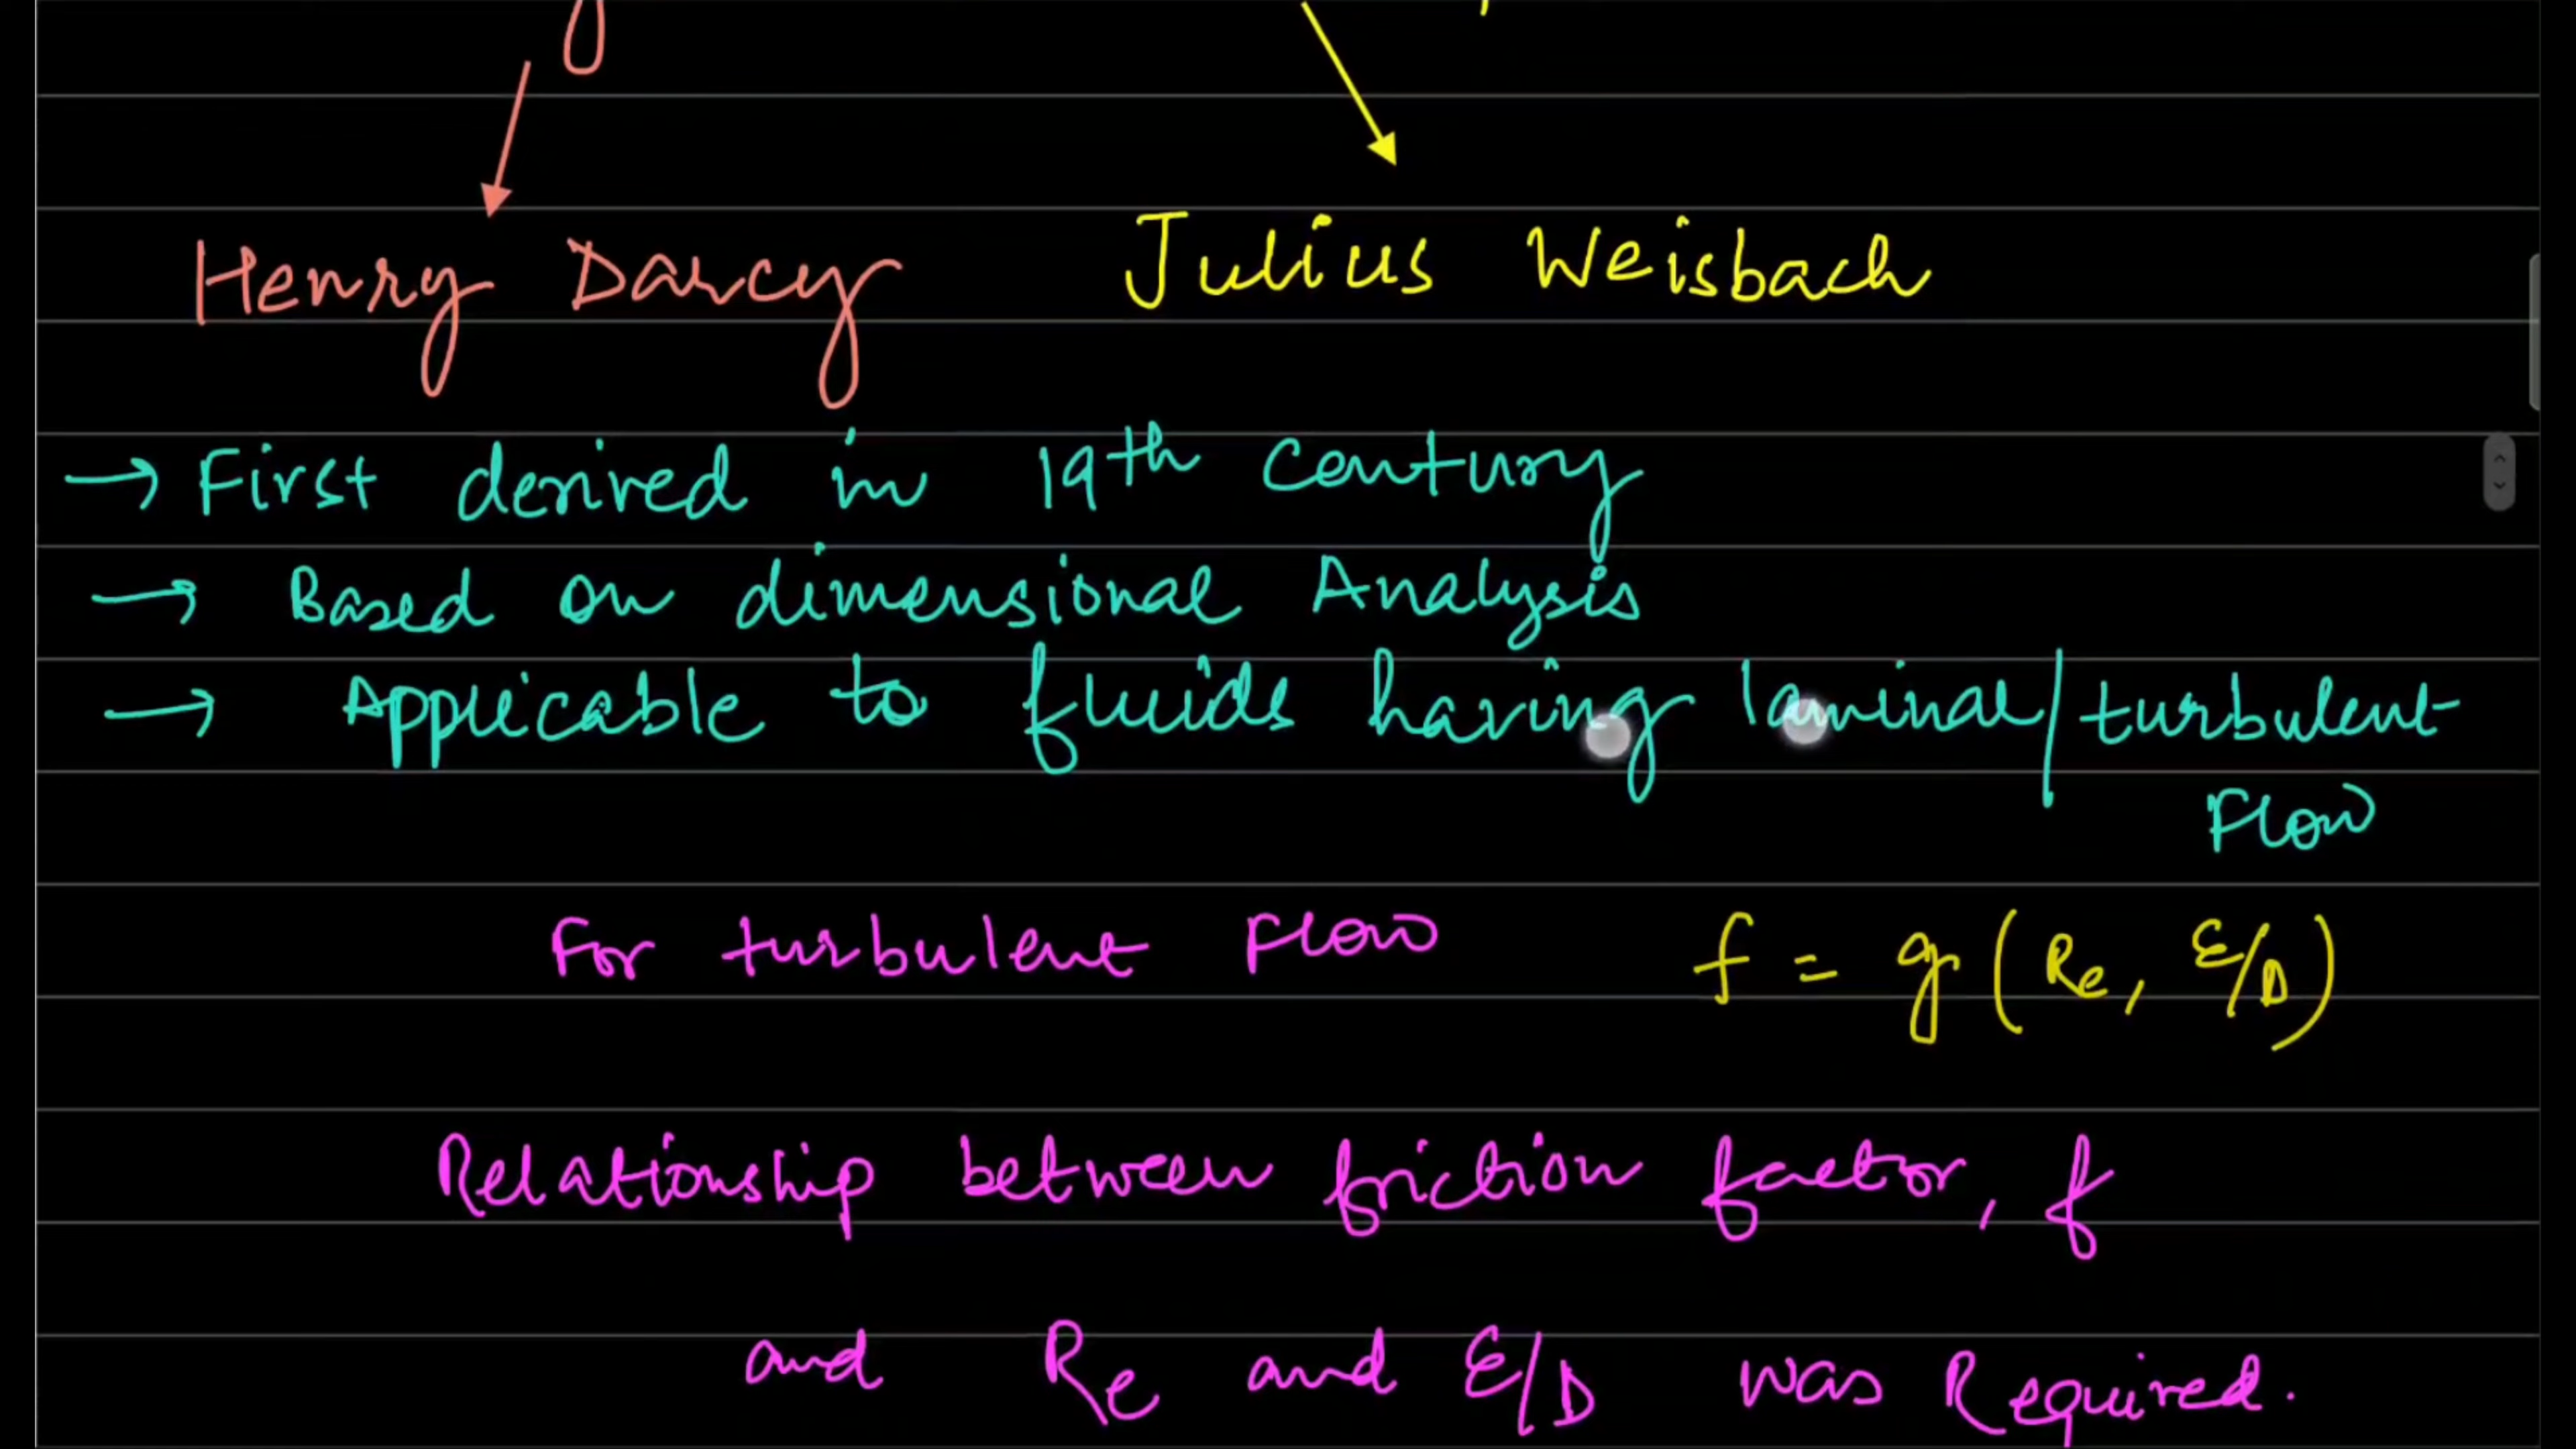 Henry Darcy Julius Weisbach
→ First derived in 19th Century
→ Based on dimensional Analysis
→ Applicable to fluids having laminar/turbulent
Flow
For turbulent Flow f = g (Re, ε/D)
Relationship between friction factor, f
and Re and ε/D was Required.